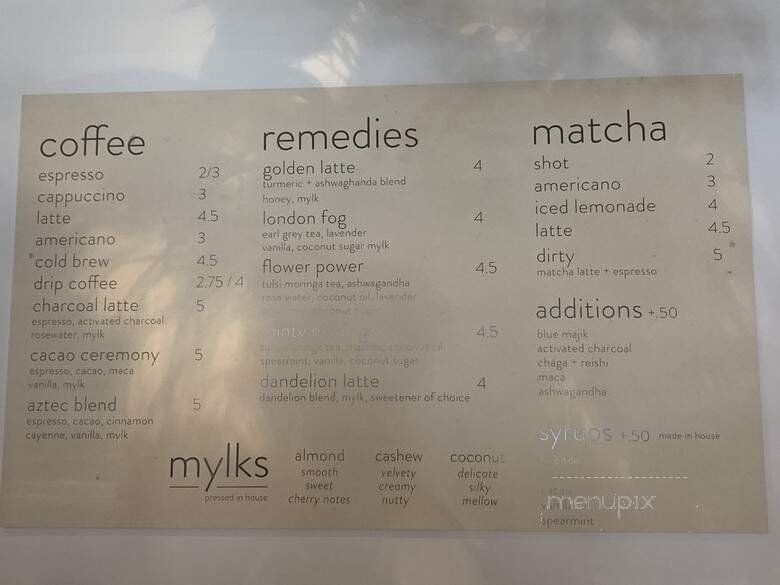 coffee
espresso 2/3
cappuccino 3
latte 4.5
americano 3
*cold brew 4.5
drip coffee 2.75 / 4
charcoal latte 5
espresso, activated charcoal
rosewater, mylk
cacao ceremony 5
espresso, cacao, maca
vanilla, mylk
aztec blend 5
espresso, cacao, cinnamon
cayenne, vanilla, mylk
remedies
golden latte 4
turmeric + ashwaghanda blend
honey, mylk
london fog 4
earl grey tea, lavender
vanilla, coconut sugar mylk
flower power 4.5
tulsi moringa tea, ashwagandha
rose water, coconut oil, lavender
4.5
spearmint, vanilla, coconut sugar
dandelion latte 4
dandelion blend, mylk, sweetener of choice
matcha
shot 2
americano 3
iced lemonade 4
latte 4.5
dirty 5
matcha latte + espresso
additions +.50
blue majik
activated charcoal
chaga + reishi
maca
ashwagandha
syrups +.50 made in house
spearmint
mylks
pressed in house
almond
smooth
sweet
cherry notes
cashew
velvety
creamy
nutty
coconut
delicate
silky
mellow
menupix